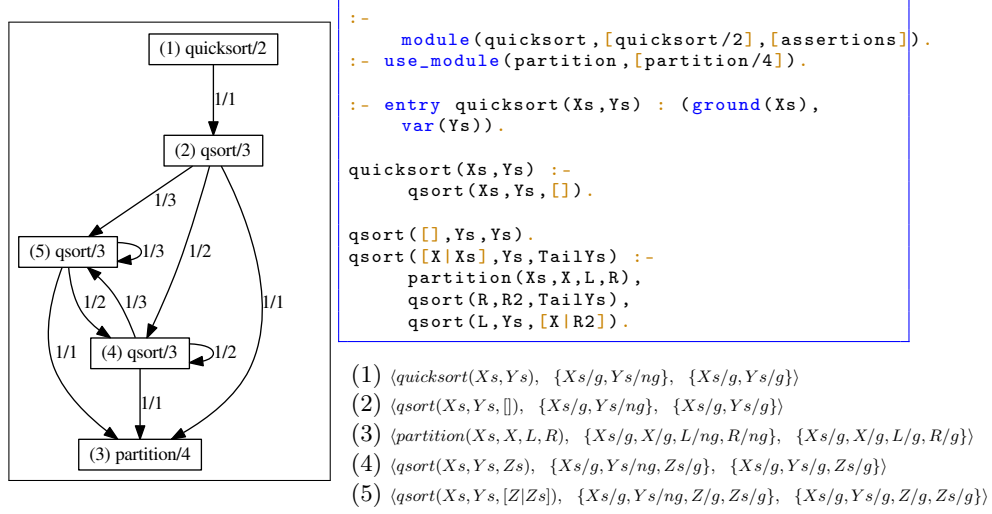 (1) quicksort/2
1/1
(2) qsort/3
1/3
(5) qsort/3
1/3
1/2
1/2
1/3
1/1
(4) qsort/3
1/2
1/1
1/1
(3) partition/4
:-
module(quicksort,[quicksort/2],[assertions]).
:- use_module(partition,[partition/4]).
:- entry quicksort(Xs,Ys) : (ground(Xs),
var(Ys)).
quicksort(Xs,Ys) :-
qsort(Xs,Ys,[]).
qsort([],Ys,Ys).
qsort([X|Xs],Ys,TailYs) :-
partition(Xs,X,L,R),
qsort(R,R2,TailYs),
qsort(L,Ys,[X|R2]).
(1) ⟨quicksort(Xs, Ys), {Xs/g, Ys/ng}, {Xs/g, Ys/g}⟩
(2) ⟨qsort(Xs, Ys, []), {Xs/g, Ys/ng}, {Xs/g, Ys/g}⟩
(3) ⟨partition(Xs, X, L, R), {Xs/g, X/g, L/ng, R/ng}, {Xs/g, X/g, L/g, R/g}⟩
(4) ⟨qsort(Xs, Ys, Zs), {Xs/g, Ys/ng, Zs/g}, {Xs/g, Ys/g, Zs/g}⟩
(5) ⟨qsort(Xs, Ys, [Z|Zs]), {Xs/g, Ys/ng, Z/g, Zs/g}, {Xs/g, Ys/g, Z/g, Zs/g}⟩